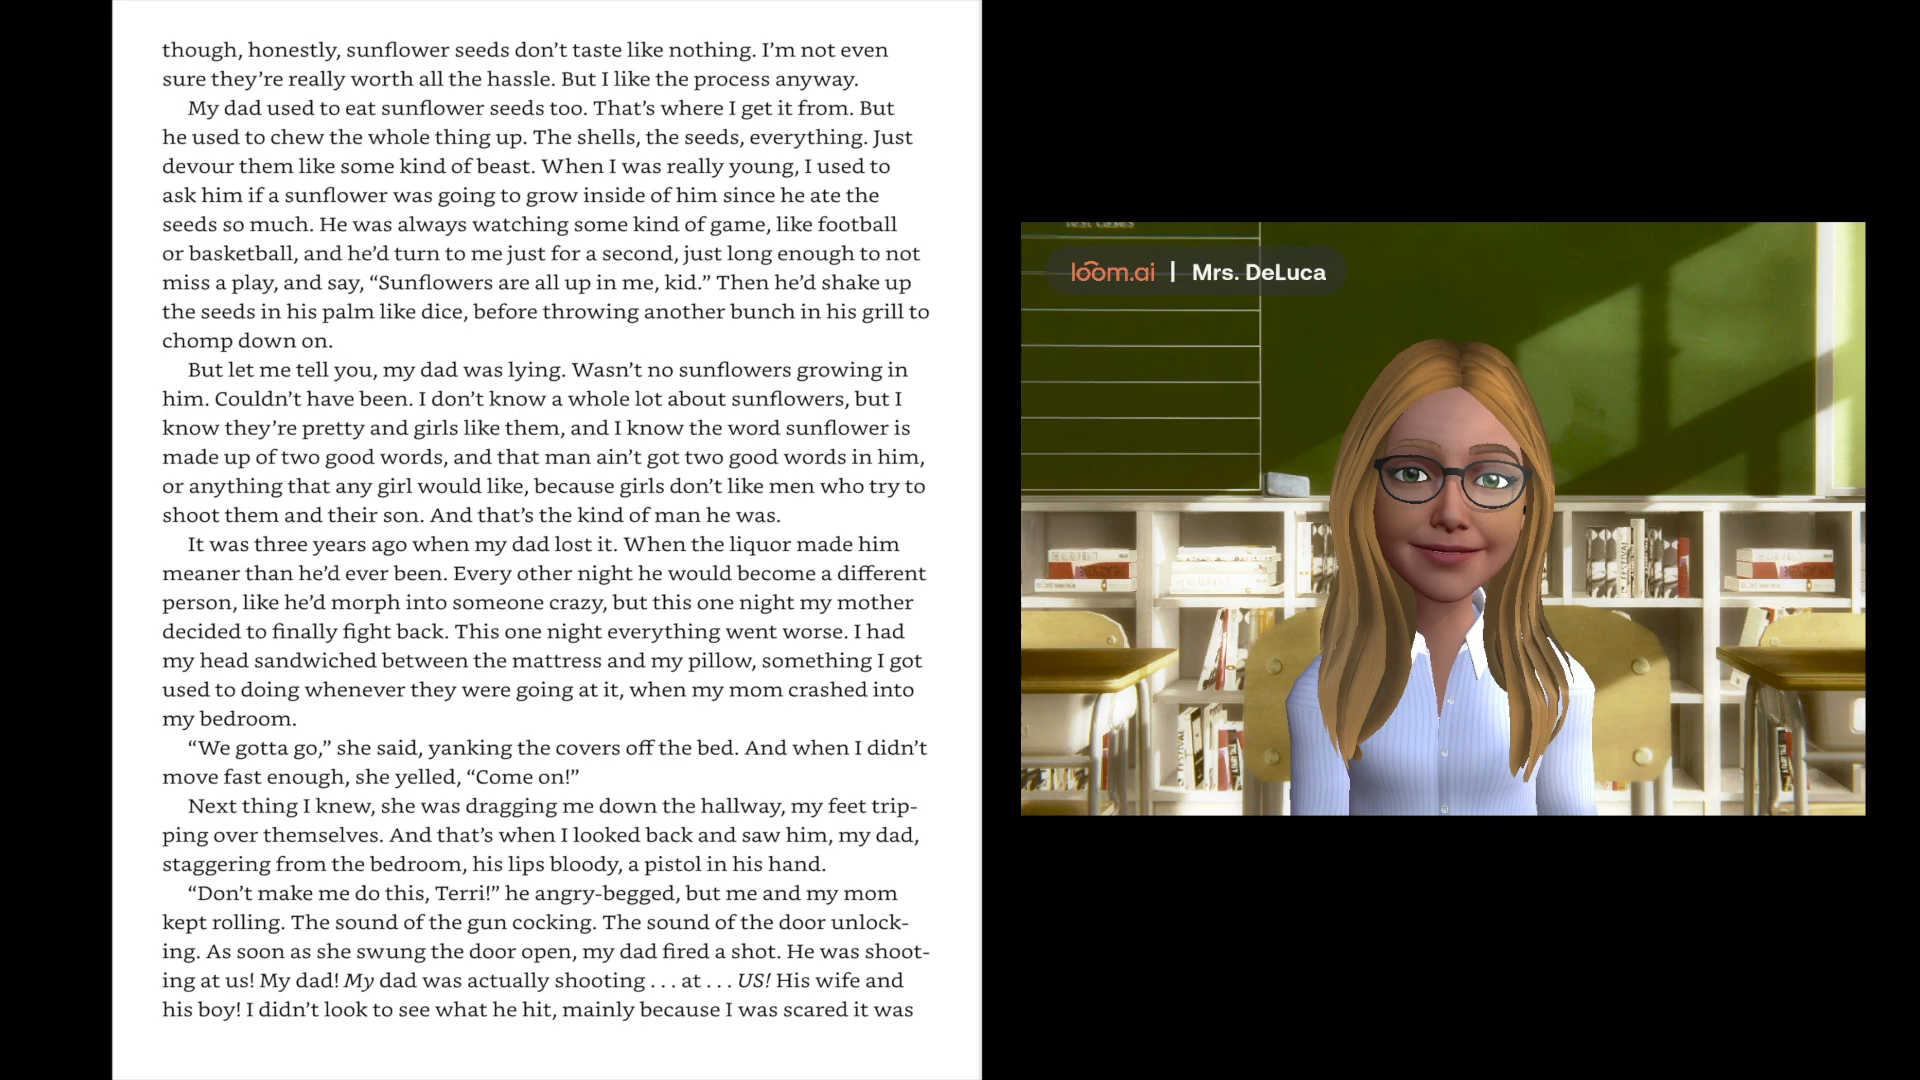 though, honestly, sunflower seeds don’t taste like nothing. I’m not even
sure they’re really worth all the hassle. But I like the process anyway.
My dad used to eat sunflower seeds too. That’s where I get it from. But
he used to chew the whole thing up. The shells, the seeds, everything. Just
devour them like some kind of beast. When I was really young, I used to
ask him if a sunflower was going to grow inside of him since he ate the
seeds so much. He was always watching some kind of game, like football
or basketball, and he’d turn to me just for a second, just long enough to not
miss a play, and say, “Sunflowers are all up in me, kid.” Then he’d shake up
the seeds in his palm like dice, before throwing another bunch in his grill to
chomp down on.
But let me tell you, my dad was lying. Wasn’t no sunflowers growing in
him. Couldn’t have been. I don’t know a whole lot about sunflowers, but I
know they’re pretty and girls like them, and I know the word sunflower is
made up of two good words, and that man ain’t got two good words in him,
or anything that any girl would like, because girls don’t like men who try to
shoot them and their son. And that’s the kind of man he was.
It was three years ago when my dad lost it. When the liquor made him
meaner than he’d ever been. Every other night he would become a different
person, like he’d morph into someone crazy, but this one night my mother
decided to finally fight back. This one night everything went worse. I had
my head sandwiched between the mattress and my pillow, something I got
used to doing whenever they were going at it, when my mom crashed into
my bedroom.
“We gotta go,” she said, yanking the covers off the bed. And when I didn’t
move fast enough, she yelled, “Come on!”
Next thing I knew, she was dragging me down the hallway, my feet trip-
ping over themselves. And that’s when I looked back and saw him, my dad,
staggering from the bedroom, his lips bloody, a pistol in his hand.
“Don’t make me do this, Terri!” he angry-begged, but me and my mom
kept rolling. The sound of the gun cocking. The sound of the door unlock-
ing. As soon as she swung the door open, my dad fired a shot. He was shoot-
ing at us! My dad! My dad was actually shooting . . . at . . . US! His wife and
his boy! I didn’t look to see what he hit, mainly because I was scared it was
test cases
loom.ai | Mrs. DeLuca